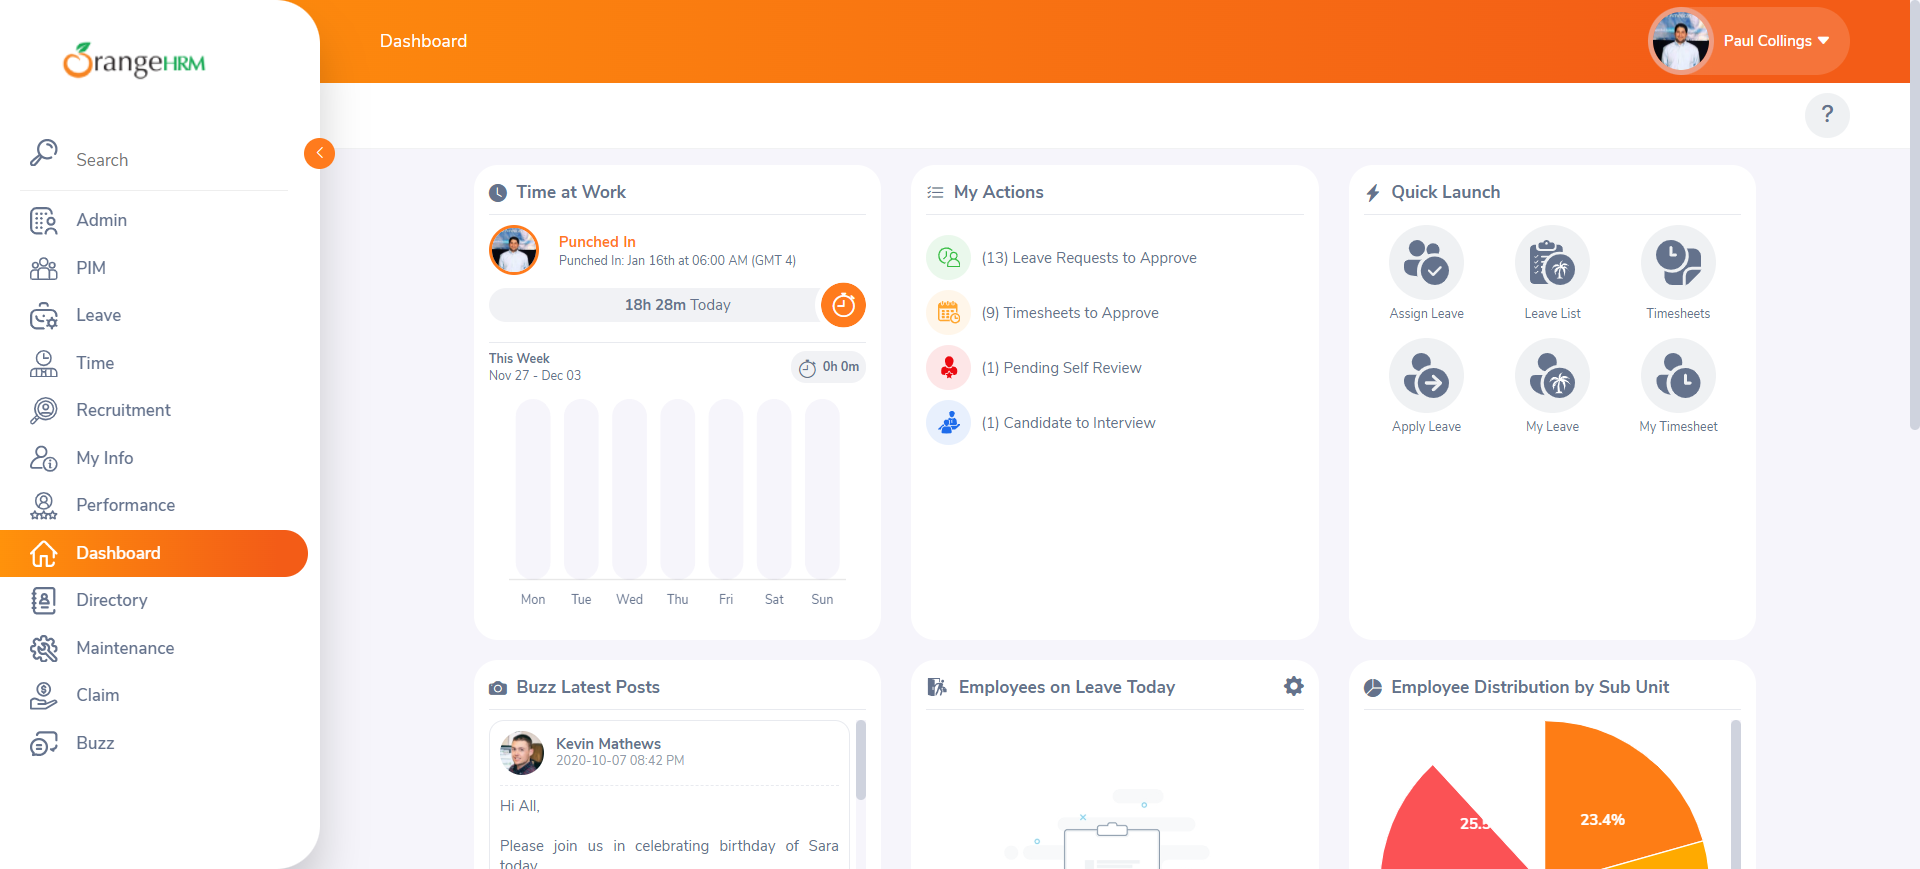 OrangeHRM
Dashboard
Paul Collings
?
Search
Admin
PIM
Leave
Time
Recruitment
My Info
Performance
Dashboard
Directory
Maintenance
Claim
Buzz
Time at Work
Punched In
Punched In: Jan 16th at 06:00 AM (GMT 4)
18h 28m Today
This Week
Nov 27 - Dec 03
0h 0m
Mon Tue Wed Thu Fri Sat Sun
My Actions
(13) Leave Requests to Approve
(9) Timesheets to Approve
(1) Pending Self Review
(1) Candidate to Interview
Quick Launch
Assign Leave
Leave List
Timesheets
Apply Leave
My Leave
My Timesheet
Buzz Latest Posts
Kevin Mathews
2020-10-07 08:42 PM
Hi All,
Please join us in celebrating birthday of Sara
today
Employees on Leave Today
Employee Distribution by Sub Unit
23.4%
25.5